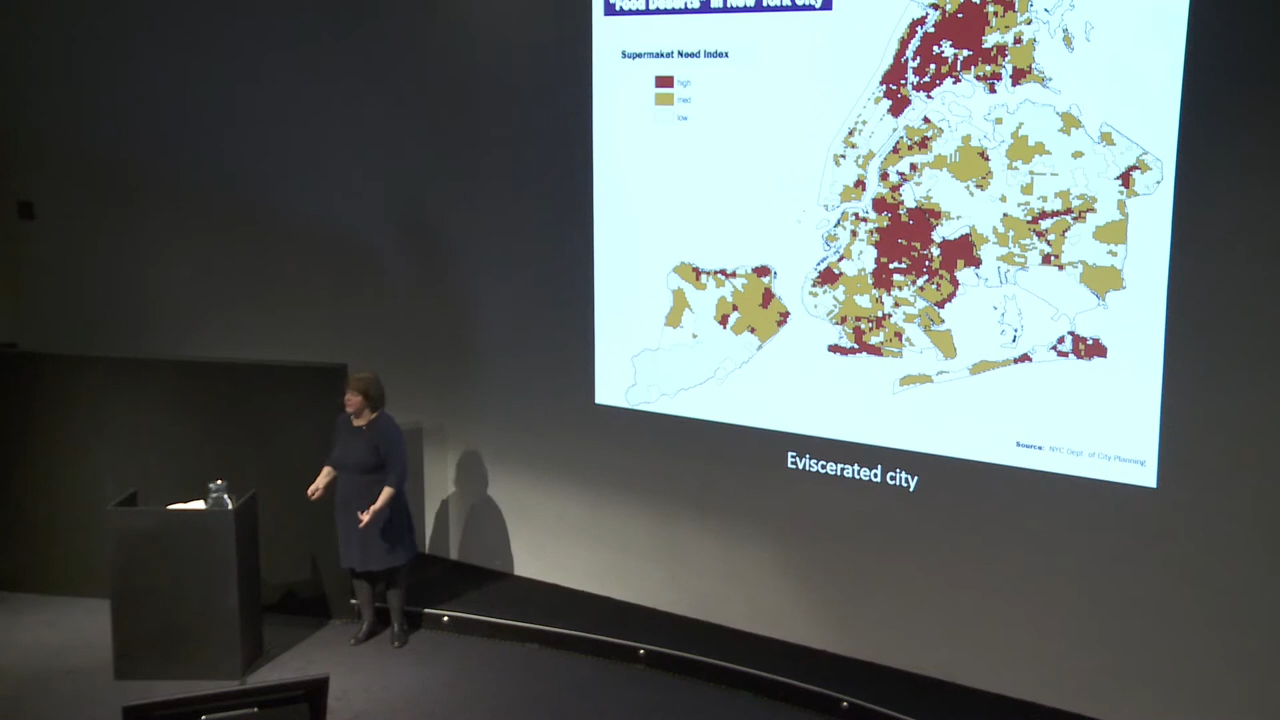 "Food Deserts" in New York City
Supermaket Need Index
high
med
low
Source: NYC Dept. of City Planning
Eviscerated city